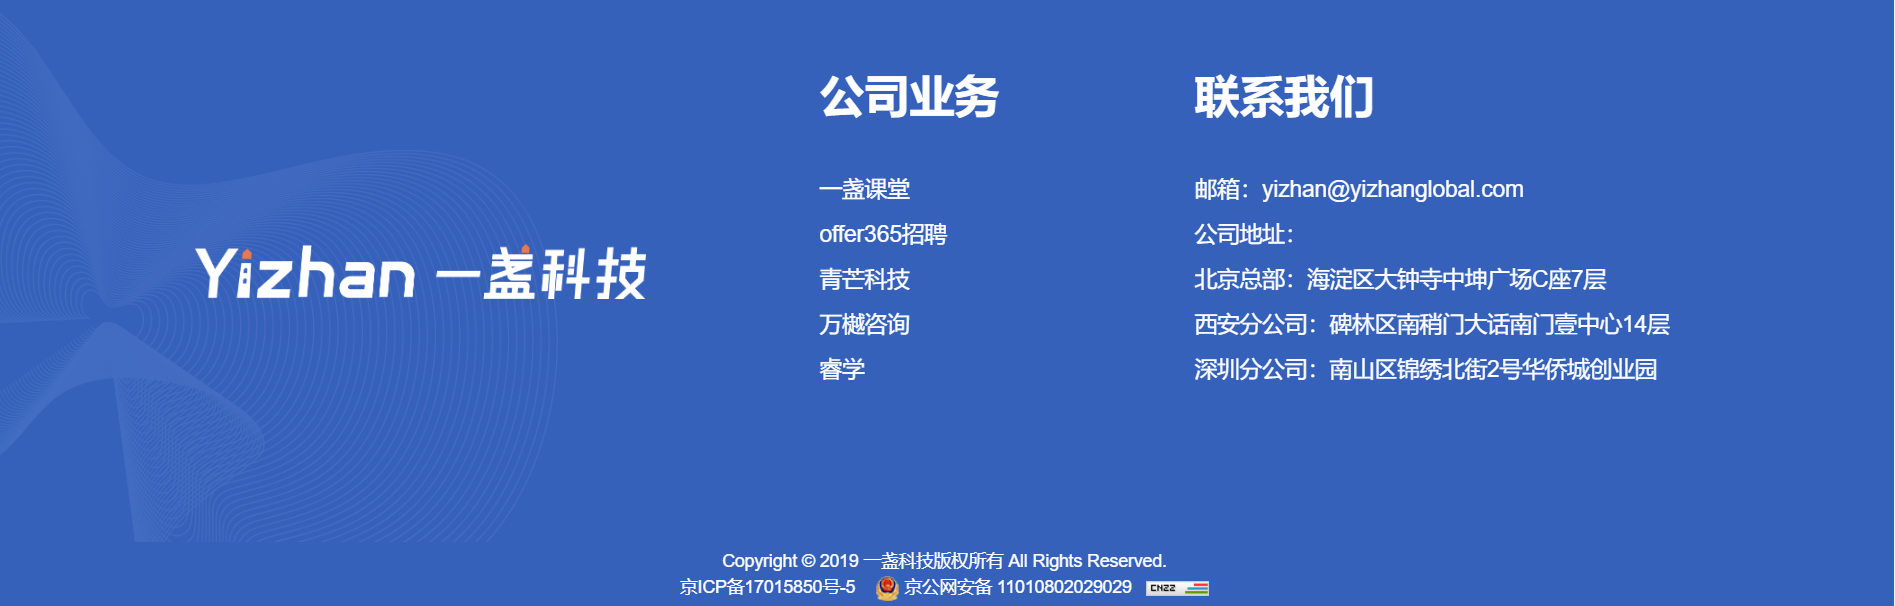 Yizhan 一盏科技
公司业务
一盏课堂
offer365招聘
青芒科技
万樾咨询
睿学
联系我们
邮箱：yizhan@yizhanglobal.com
公司地址：
北京总部：海淀区大钟寺中坤广场C座7层
西安分公司：碑林区南稍门大话南门壹中心14层
深圳分公司：南山区锦绣北街2号华侨城创业园
Copyright © 2019 一盏科技版权所有 All Rights Reserved.
京ICP备17015850号-5 京公网安备 11010802029029 CNZZ